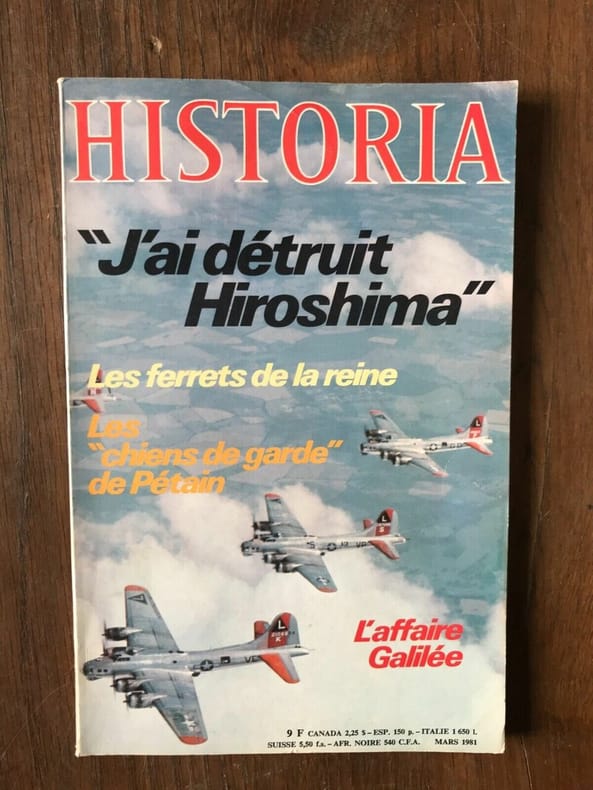 HISTORIA
"J'ai détruit
Hiroshima"
Les ferrets de la reine
Les
"chiens de garde"
de Pétain
L
L
S
L
K
VE
L'affaire
Galilée
9 F CANADA 2,25 $ – ESP. 150 p. – ITALIE 1 650 l.
SUISSE 5,50 f.s. – AFR. NOIRE 540 C.F.A. MARS 1981